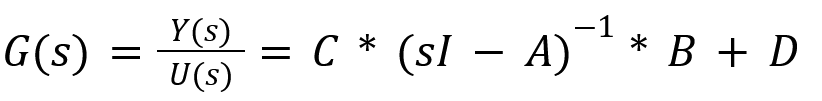 G(s) = Y(s)/U(s) = C * (sI − A)⁻¹ * B + D